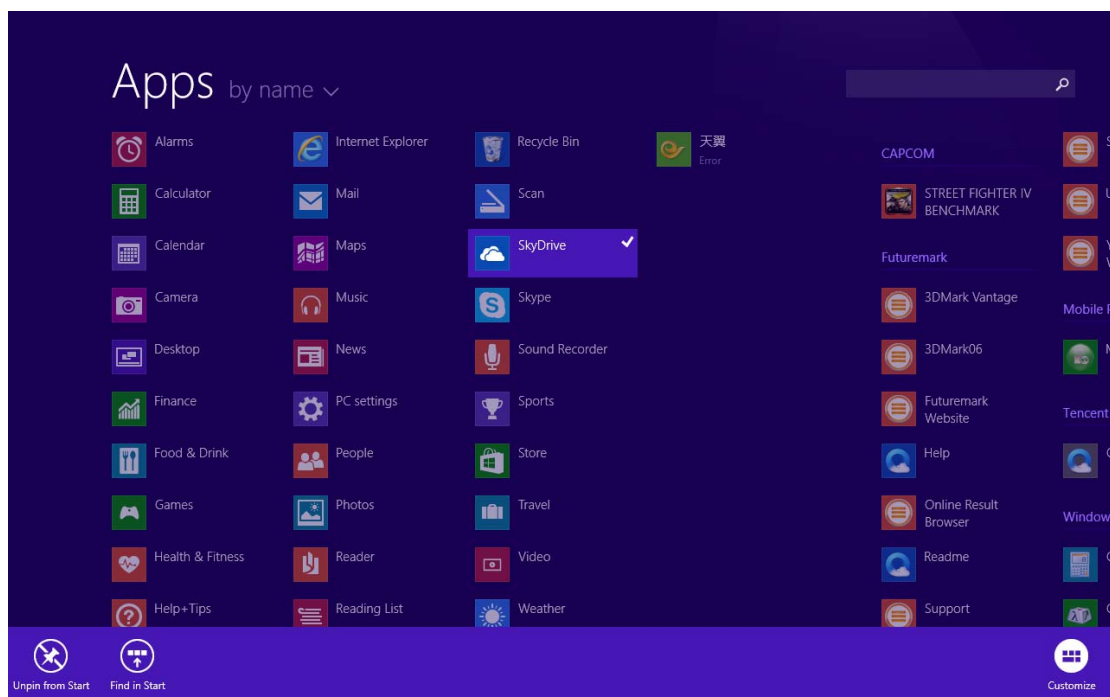 Apps by name
Alarms
Calculator
Calendar
Camera
Desktop
Finance
Food & Drink
Games
Health & Fitness
Help+Tips
Internet Explorer
Mail
Maps
Music
News
PC settings
People
Photos
Reader
Reading List
Recycle Bin
Scan
SkyDrive
Skype
Sound Recorder
Sports
Store
Travel
Video
Weather
天翼
Error
CAPCOM
STREET FIGHTER IV
BENCHMARK
Futuremark
3DMark Vantage
3DMark06
Futuremark
Website
Help
Online Result
Browser
Readme
Support
Mobile
Tencent
Window
Unpin from Start
Find in Start
Customize